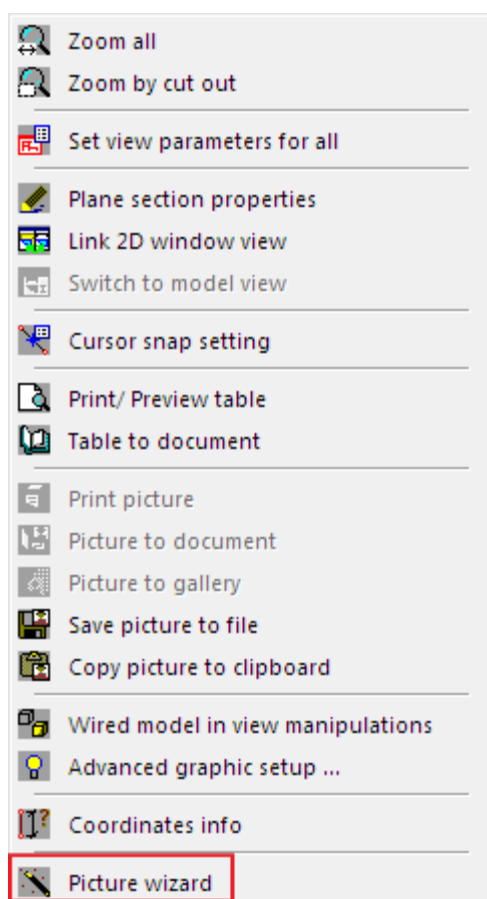 Zoom all
Zoom by cut out
Set view parameters for all
Plane section properties
Link 2D window view
Switch to model view
Cursor snap setting
Print/ Preview table
Table to document
Print picture
Picture to document
Picture to gallery
Save picture to file
Copy picture to clipboard
Wired model in view manipulations
Advanced graphic setup ...
Coordinates info
Picture wizard